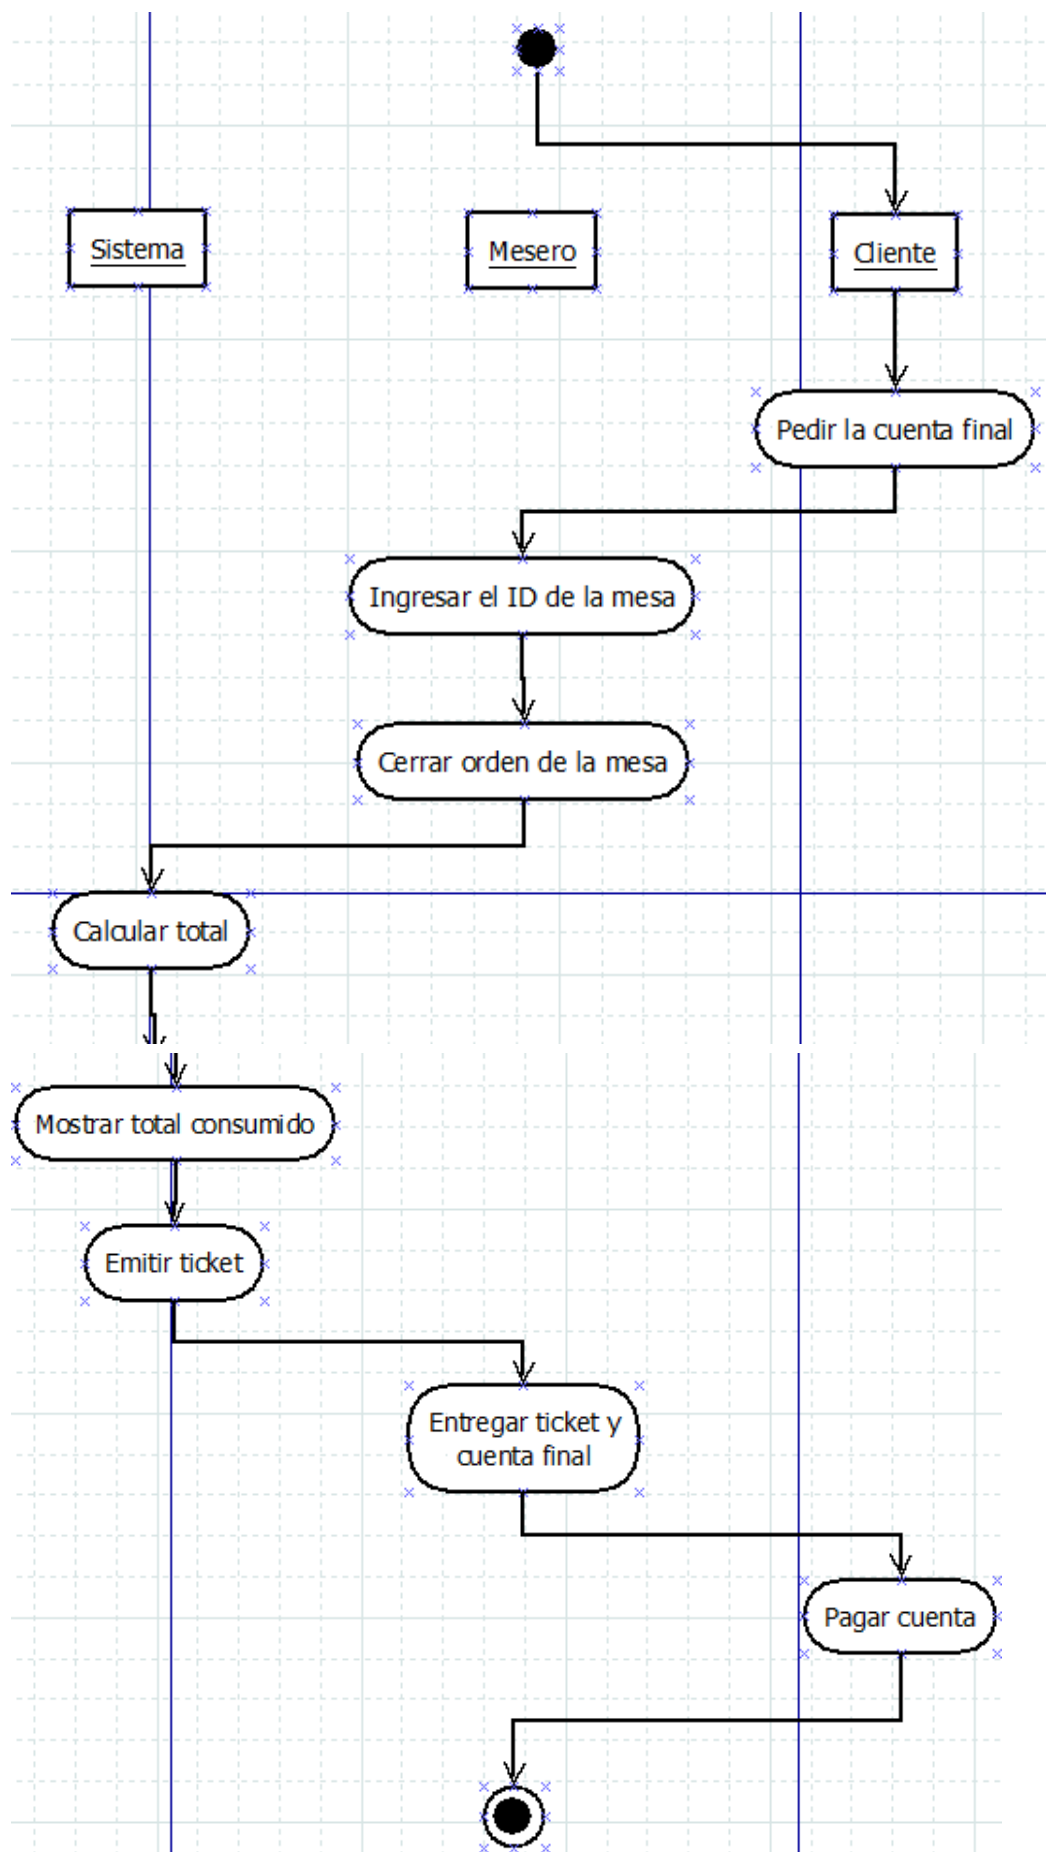 Sistema
Mesero
Cliente
Pedir la cuenta final
Ingresar el ID de la mesa
Cerrar orden de la mesa
Calcular total
Mostrar total consumido
Emitir ticket
Entregar ticket y
cuenta final
Pagar cuenta